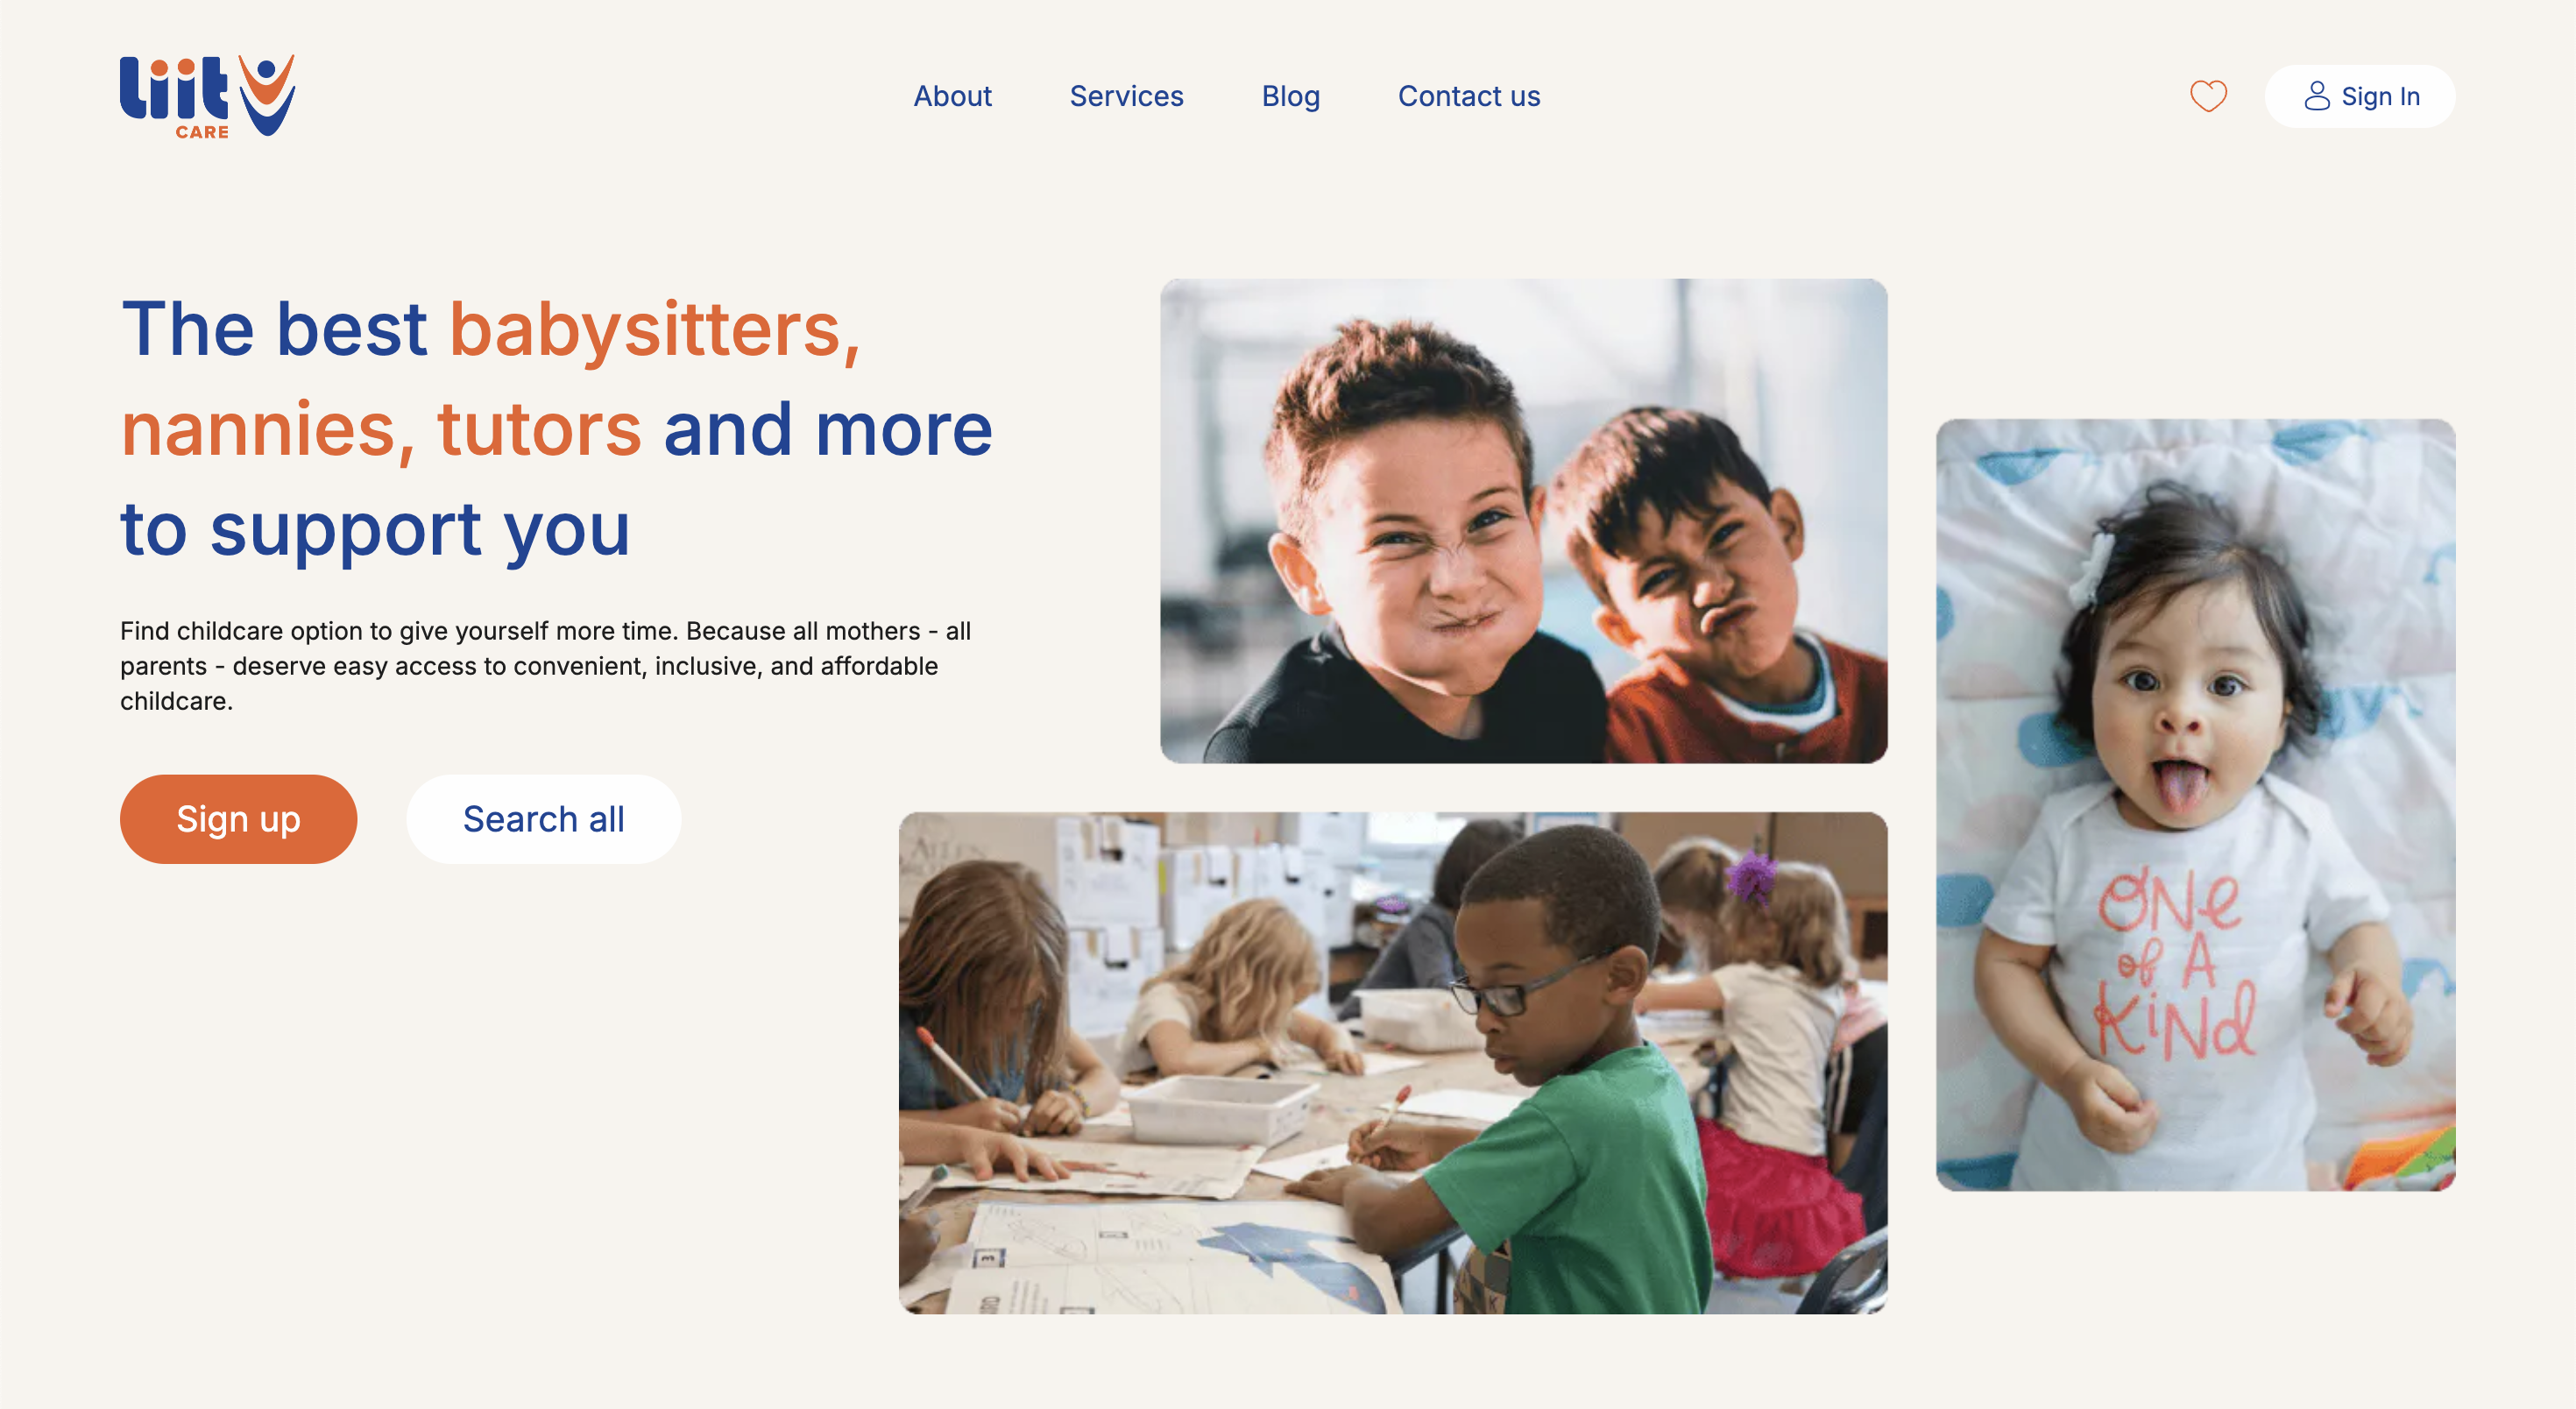 liit
CARE
About
Services
Blog
Contact us
Sign In
The best babysitters,
nannies, tutors and more
to support you
Find childcare option to give yourself more time. Because all mothers - all
parents - deserve easy access to convenient, inclusive, and affordable
childcare.
Sign up
Search all
ONe
of A
KiNd